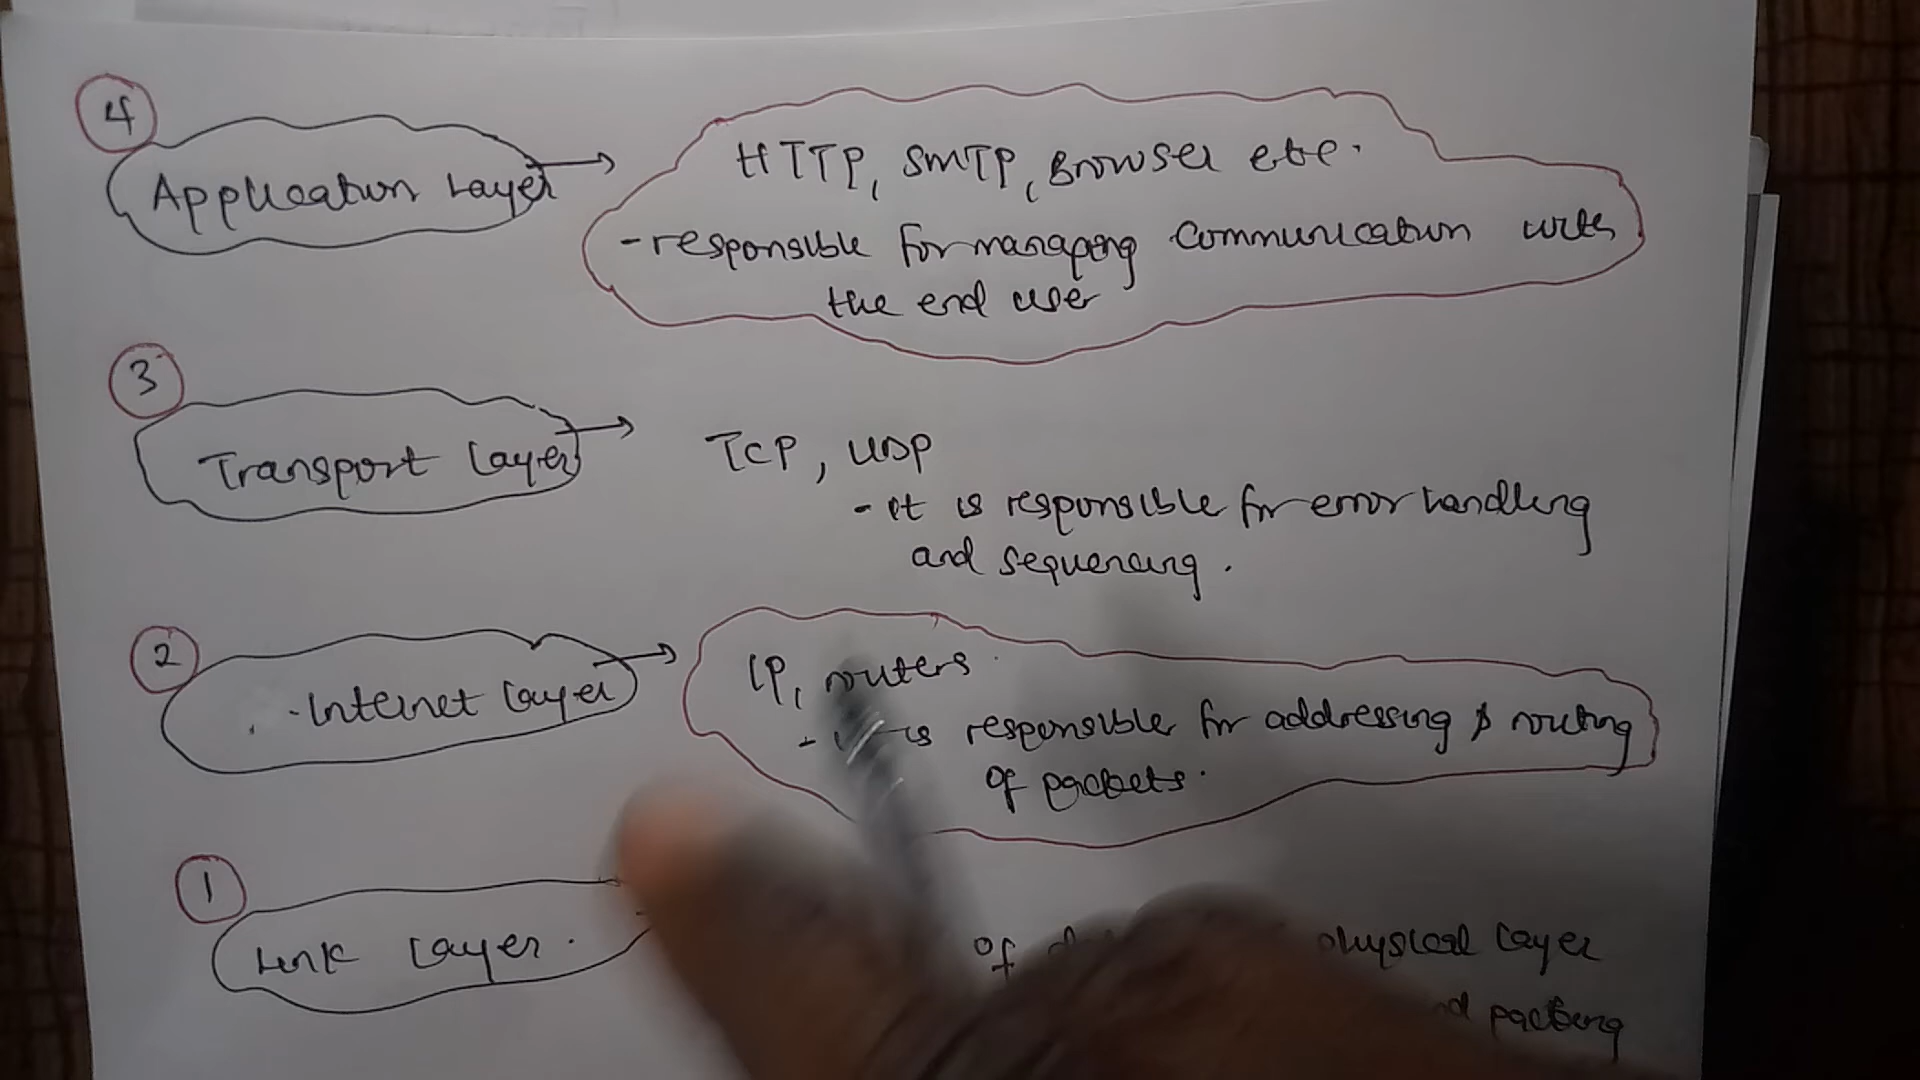 4
Application Layer
HTTP, SMTP, Browser etc.
- responsible for managing communication with
the end user
3
Transport Layer
TCP, UDP
- it is responsible for error handling
and sequencing.
2
Internet Layer
IP, routers
- is responsible for addressing & routing
of packets.
1
Link Layer.
of physical layer
packing